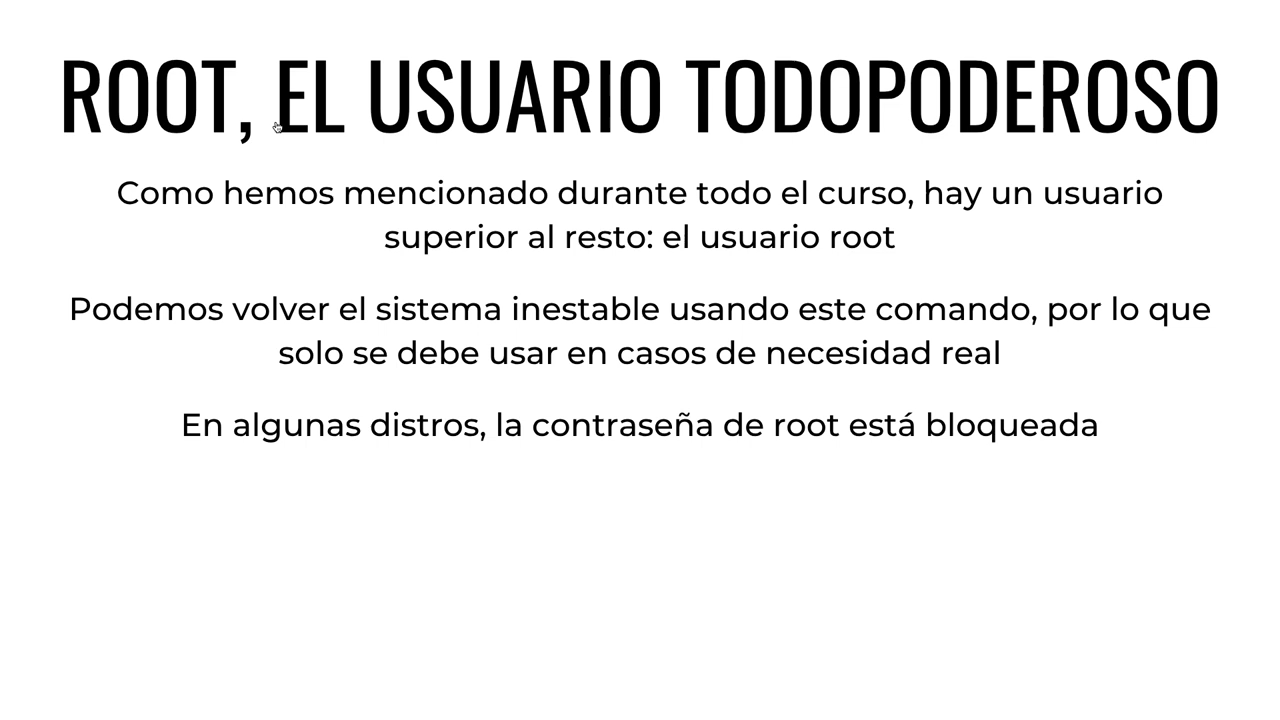 ROOT, EL USUARIO TODOPODEROSO
Como hemos mencionado durante todo el curso, hay un usuario
superior al resto: el usuario root
Podemos volver el sistema inestable usando este comando, por lo que
solo se debe usar en casos de necesidad real
En algunas distros, la contraseña de root está bloqueada